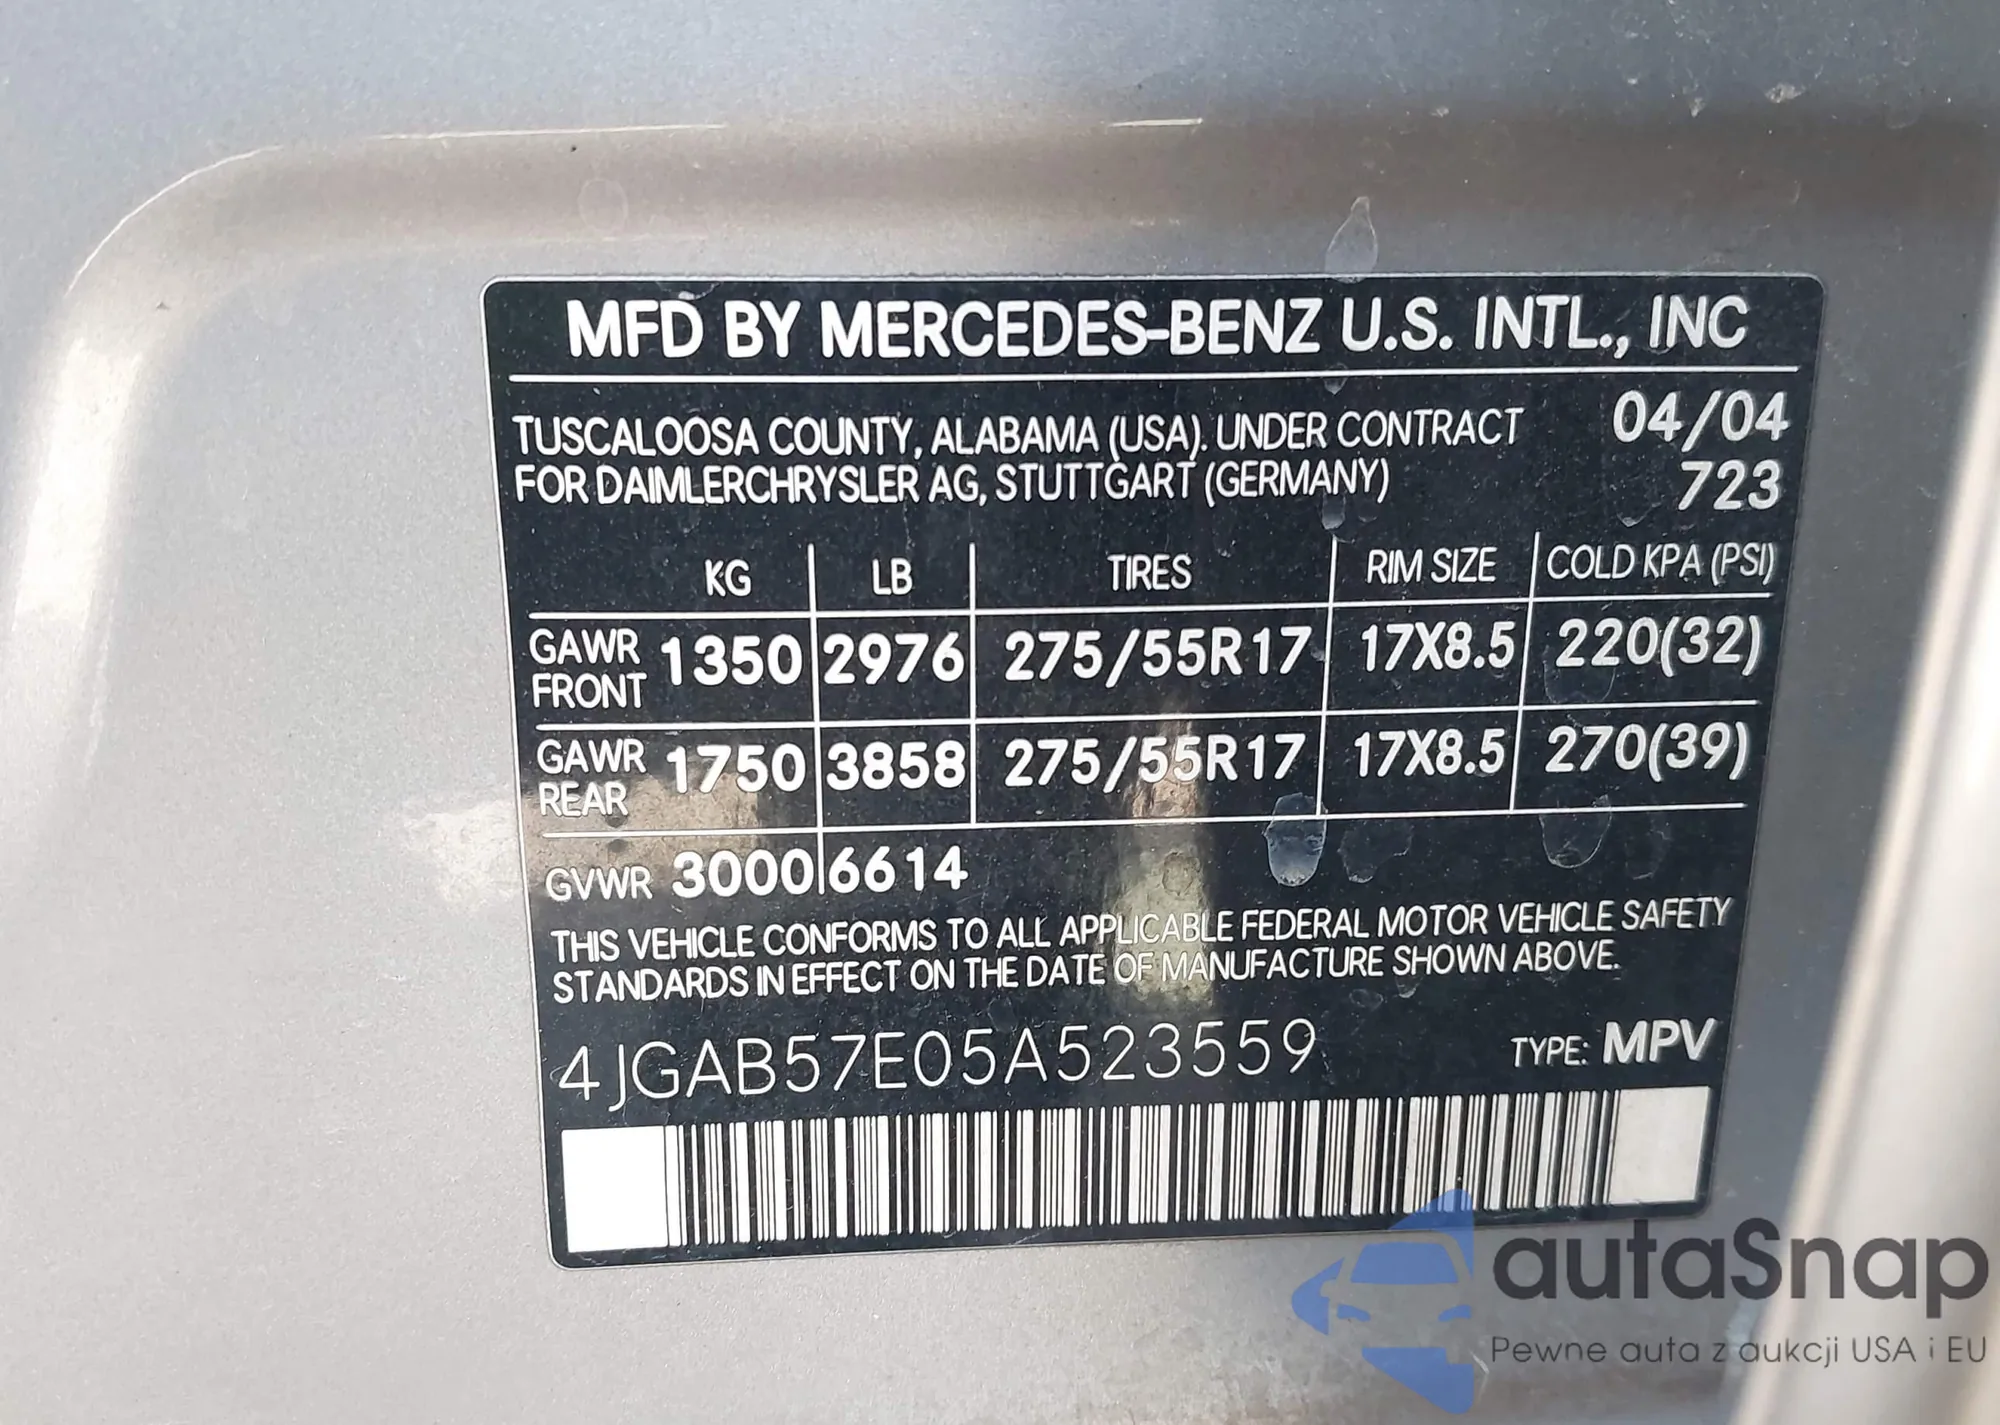 MFD BY MERCEDES-BENZ U.S. INTL., INC
TUSCALOOSA COUNTY, ALABAMA (USA). UNDER CONTRACT 04/04
FOR DAIMLERCHRYSLER AG, STUTTGART (GERMANY) 723
KG LB TIRES RIM SIZE COLD KPA (PSI)
GAWR FRONT 1350 2976 275/55R17 17X8.5 220(32)
GAWR REAR 1750 3858 275/55R17 17X8.5 270(39)
GVWR 3000 6614
THIS VEHICLE CONFORMS TO ALL APPLICABLE FEDERAL MOTOR VEHICLE SAFETY
STANDARDS IN EFFECT ON THE DATE OF MANUFACTURE SHOWN ABOVE.
4JGAB57E05A523559 TYPE: MPV
autaSnap
Pewne auta z aukcji USA i EU